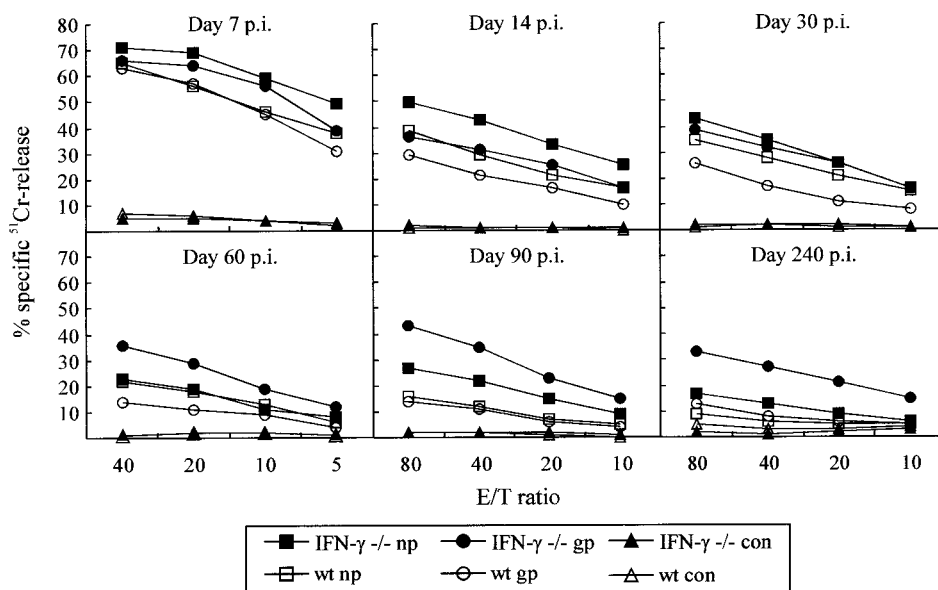 Day 7 p.i.
Day 14 p.i.
Day 30 p.i.
80
70
60
50
40
30
20
10
Day 60 p.i.
Day 90 p.i.
Day 240 p.i.
70
60
50
40
30
20
10
% specific ⁵¹Cr-release
40 20 10 5
80 40 20 10
80 40 20 10
E/T ratio
IFN-γ -/- np
IFN-γ -/- gp
IFN-γ -/- con
wt np
wt gp
wt con